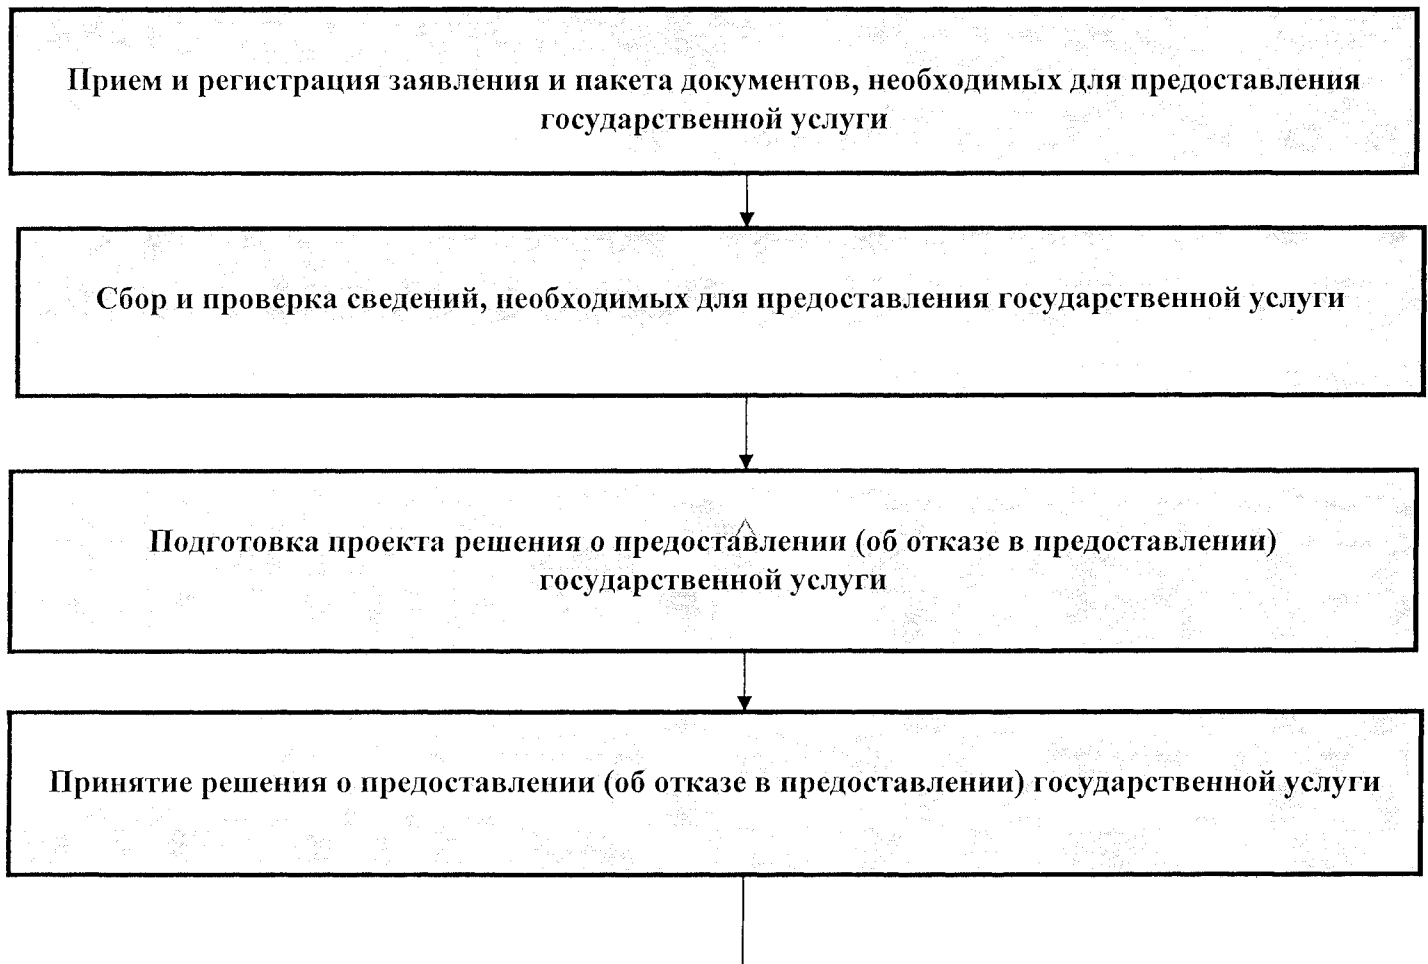 Прием и регистрация заявления и пакета документов, необходимых для предоставления
государственной услуги
Сбор и проверка сведений, необходимых для предоставления государственной услуги
Подготовка проекта решения о предоставлении (об отказе в предоставлении)
государственной услуги
Принятие решения о предоставлении (об отказе в предоставлении) государственной услуги